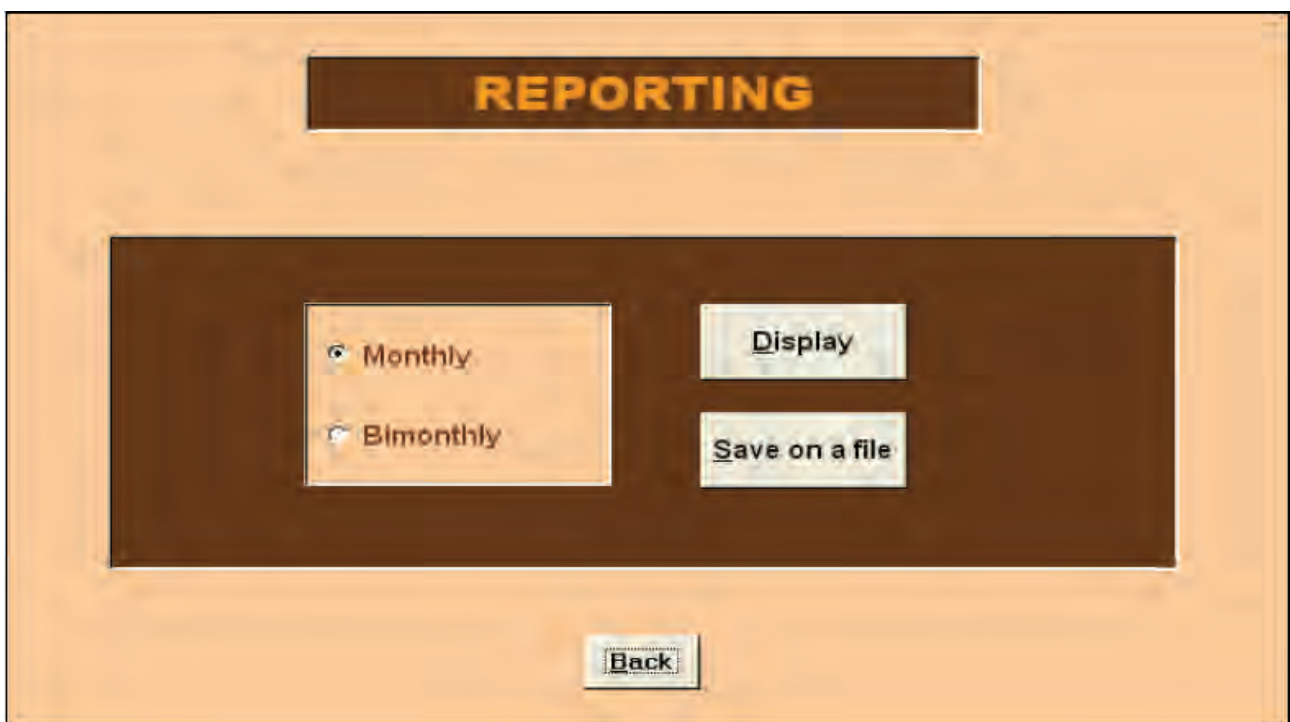 REPORTING
Monthly
Bimonthly
Display
Save on a file
Back